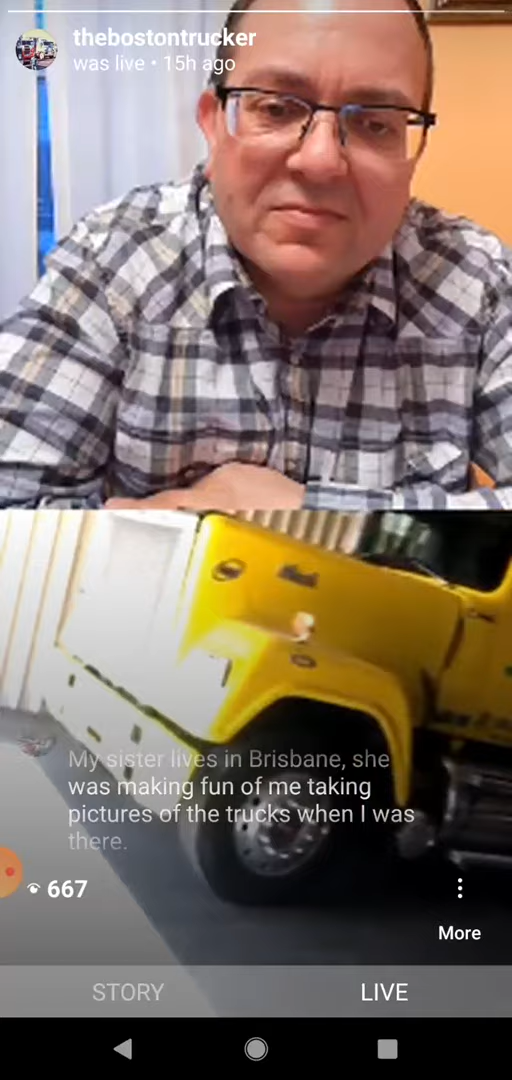 thebostontrucker
was live • 15h ago
My sister lives in Brisbane, she
was making fun of me taking
pictures of the trucks when I was
there.
667
More
STORY
LIVE